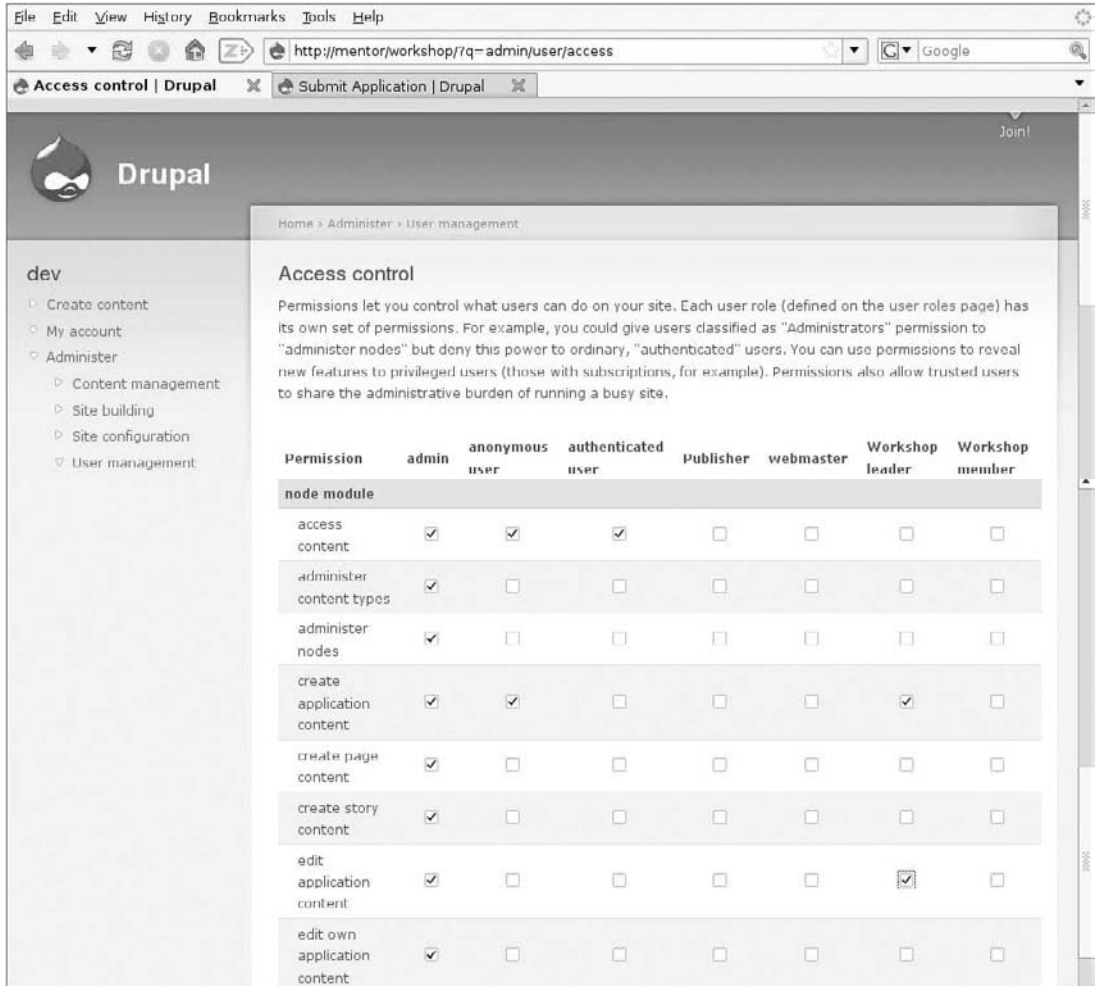 File Edit View History Bookmarks Tools Help
http://mentor/workshop/?q=admin/user/access
Google
Access control | Drupal
Submit Application | Drupal
Join!
Drupal
Home › Administer › User management
dev
Create content
My account
Administer
Content management
Site building
Site configuration
User management
Access control
Permissions let you control what users can do on your site. Each user role (defined on the user roles page) has
its own set of permissions. For example, you could give users classified as "Administrators" permission to
"administer nodes" but deny this power to ordinary, "authenticated" users. You can use permissions to reveal
new features to privileged users (those with subscriptions, for example). Permissions also allow trusted users
to share the administrative burden of running a busy site.
Permission admin anonymous user authenticated user Publisher webmaster Workshop leader Workshop member
node module
access
content
administer
content types
administer
nodes
create
application
content
create page
content
create story
content
edit
application
content
edit own
application
content